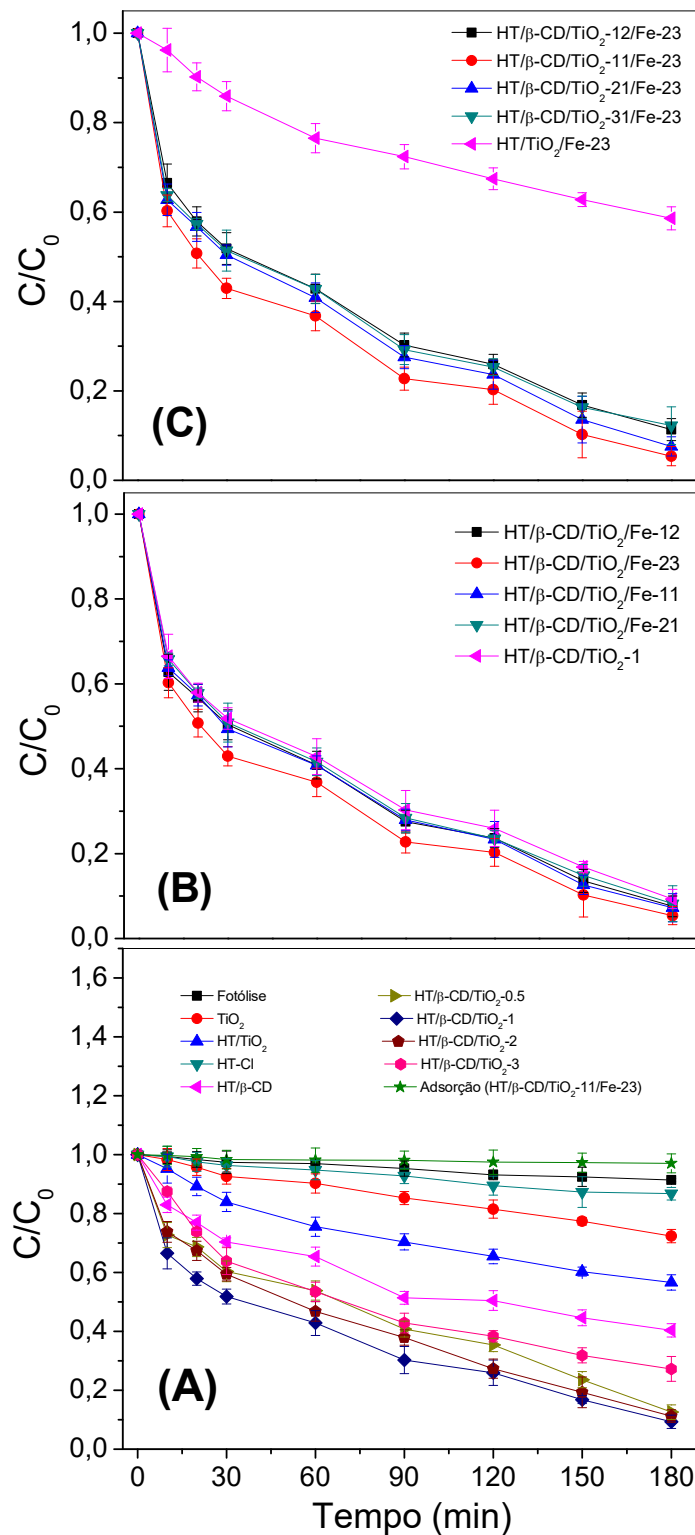 HT/β-CD/TiO₂-12/Fe-23
HT/β-CD/TiO₂-11/Fe-23
HT/β-CD/TiO₂-21/Fe-23
HT/β-CD/TiO₂-31/Fe-23
HT/TiO₂/Fe-23
1,0
0,8
0,6
0,4
0,2
0,0
C/C₀
(C)
HT/β-CD/TiO₂/Fe-12
HT/β-CD/TiO₂/Fe-23
HT/β-CD/TiO₂/Fe-11
HT/β-CD/TiO₂/Fe-21
HT/β-CD/TiO₂-1
1,0
0,8
0,6
0,4
0,2
0,0
C/C₀
(B)
Fotólise
TiO₂
HT/TiO₂
HT-Cl
HT/β-CD
HT/β-CD/TiO₂-0.5
HT/β-CD/TiO₂-1
HT/β-CD/TiO₂-2
HT/β-CD/TiO₂-3
Adsorção (HT/β-CD/TiO₂-11/Fe-23)
1,6
1,4
1,2
1,0
0,8
0,6
0,4
0,2
0,0
C/C₀
(A)
0 30 60 90 120 150 180
Tempo (min)